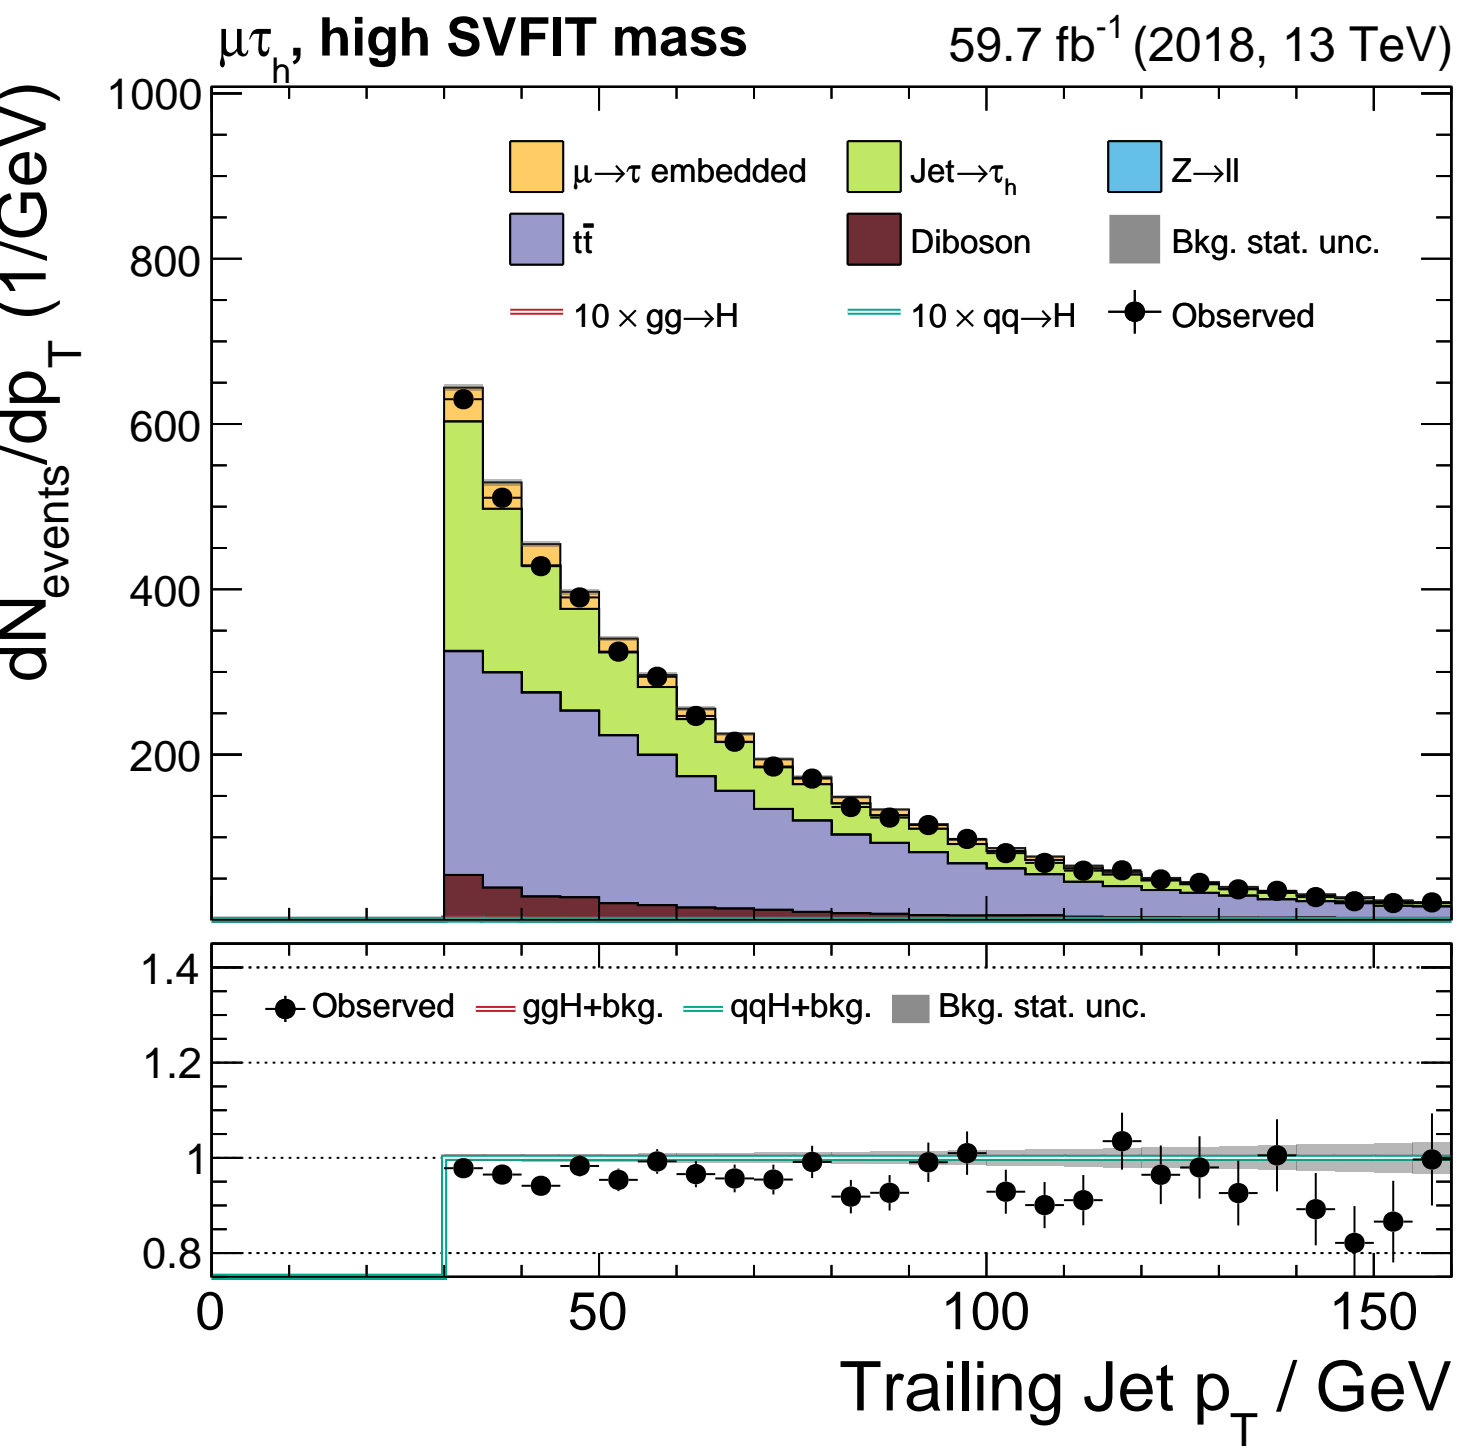 μτh, high SVFIT mass 59.7 fb-1 (2018, 13 TeV)
dNevents/dpT (1/GeV)
1000
800
600
400
200
μ→τ embedded Jet→τh Z→ll
tt̄ Diboson Bkg. stat. unc.
10 × gg→H 10 × qq→H Observed
1.4
1.2
1
0.8
Observed ggH+bkg. qqH+bkg. Bkg. stat. unc.
0 50 100 150
Trailing Jet pT / GeV